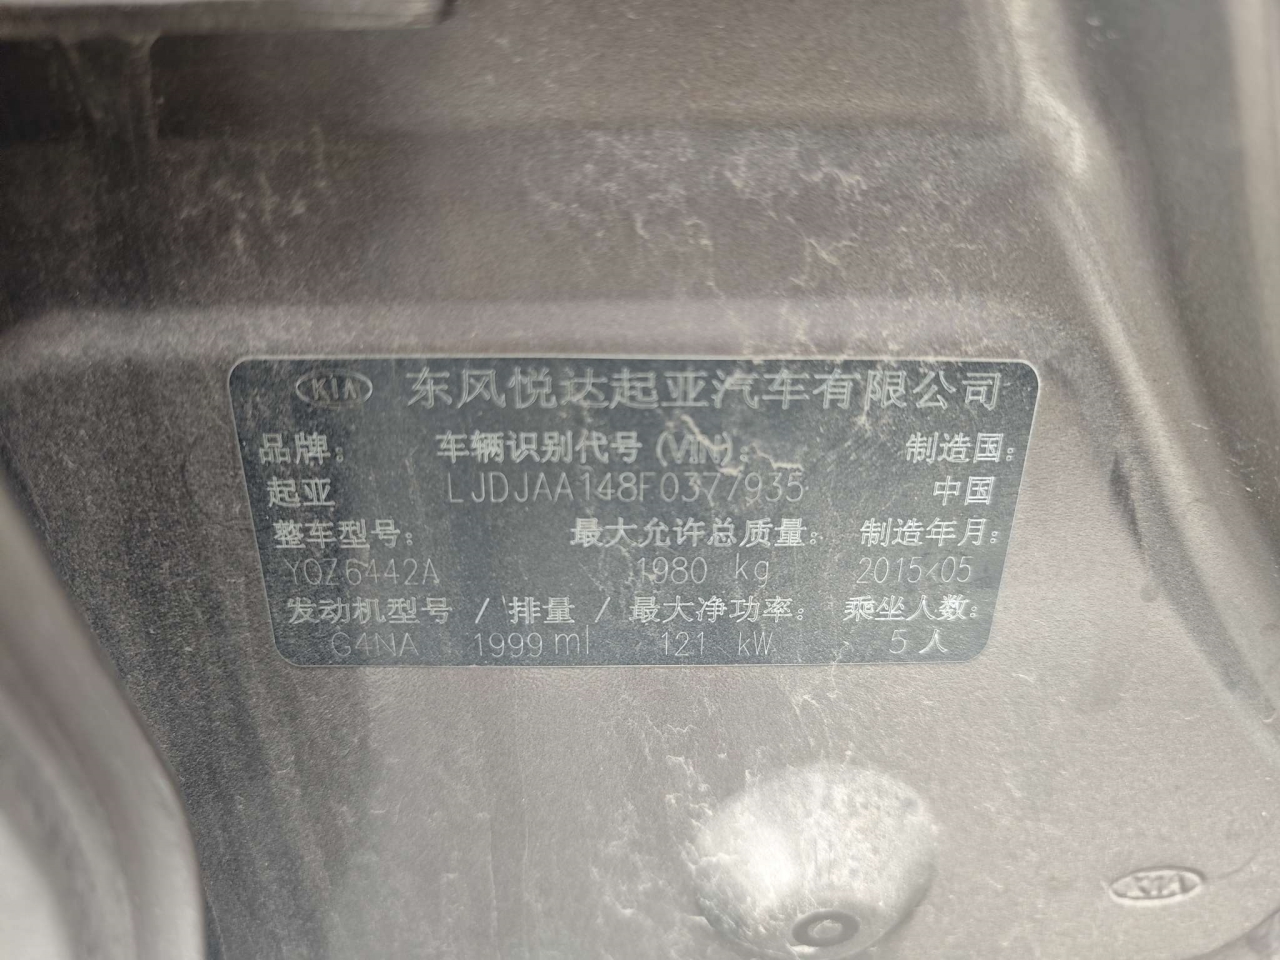 KIA 东风悦达起亚汽车有限公司
品牌: 车辆识别代号 (VIN): 制造国:
起亚 LJDJAA148F0377935 中国
整车型号: 最大允许总质量: 制造年月:
YQZ6442A 1980 kg 2015/05
发动机型号 / 排量 / 最大净功率: 乘坐人数:
G4NA 1999 ml 121 kW 5 人
KIA